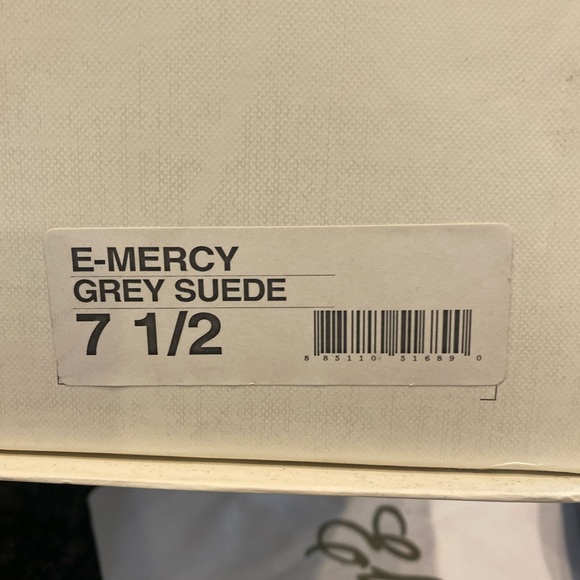 E-MERCY
GREY SUEDE
7 1/2
8 85110 51689 0